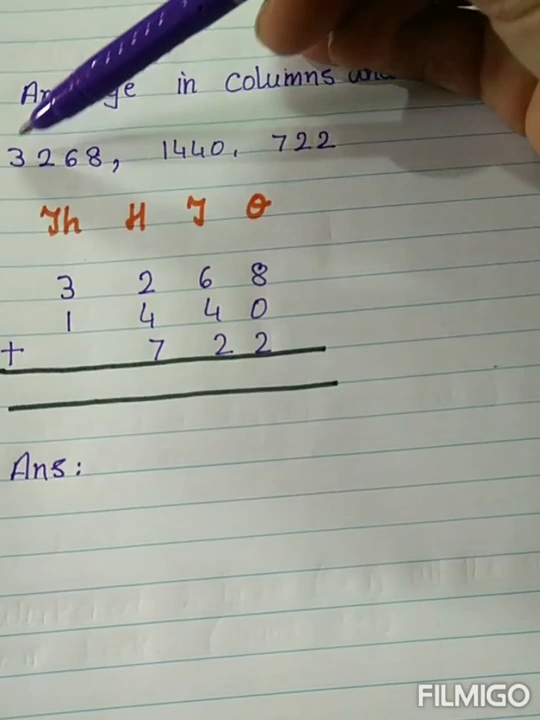 in columns
3268, 1440, 722
Th H T O
3 2 6 8
1 4 4 0
+ 7 2 2
Ans:
FILMIGO